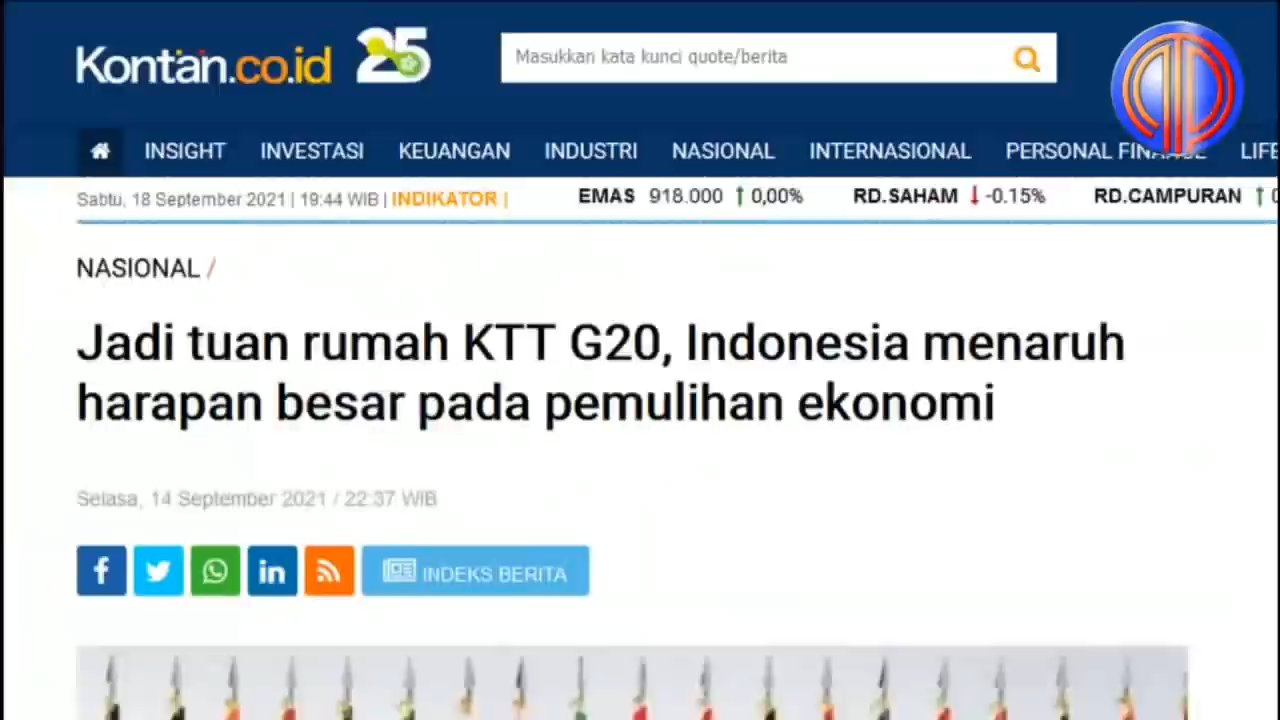 Kontan.co.id 25 Masukkan kata kunci quote/berita
INSIGHT INVESTASI KEUANGAN INDUSTRI NASIONAL INTERNASIONAL PERSONAL
Sabtu, 18 September 2021 | 19:44 WIB | INDIKATOR | EMAS 918.000 0,00% RD.SAHAM -0.15% RD.CAMPURAN
NASIONAL /
Jadi tuan rumah KTT G20, Indonesia menaruh
harapan besar pada pemulihan ekonomi
Selasa, 14 September 2021 / 22:37 WIB
INDEKS BERITA